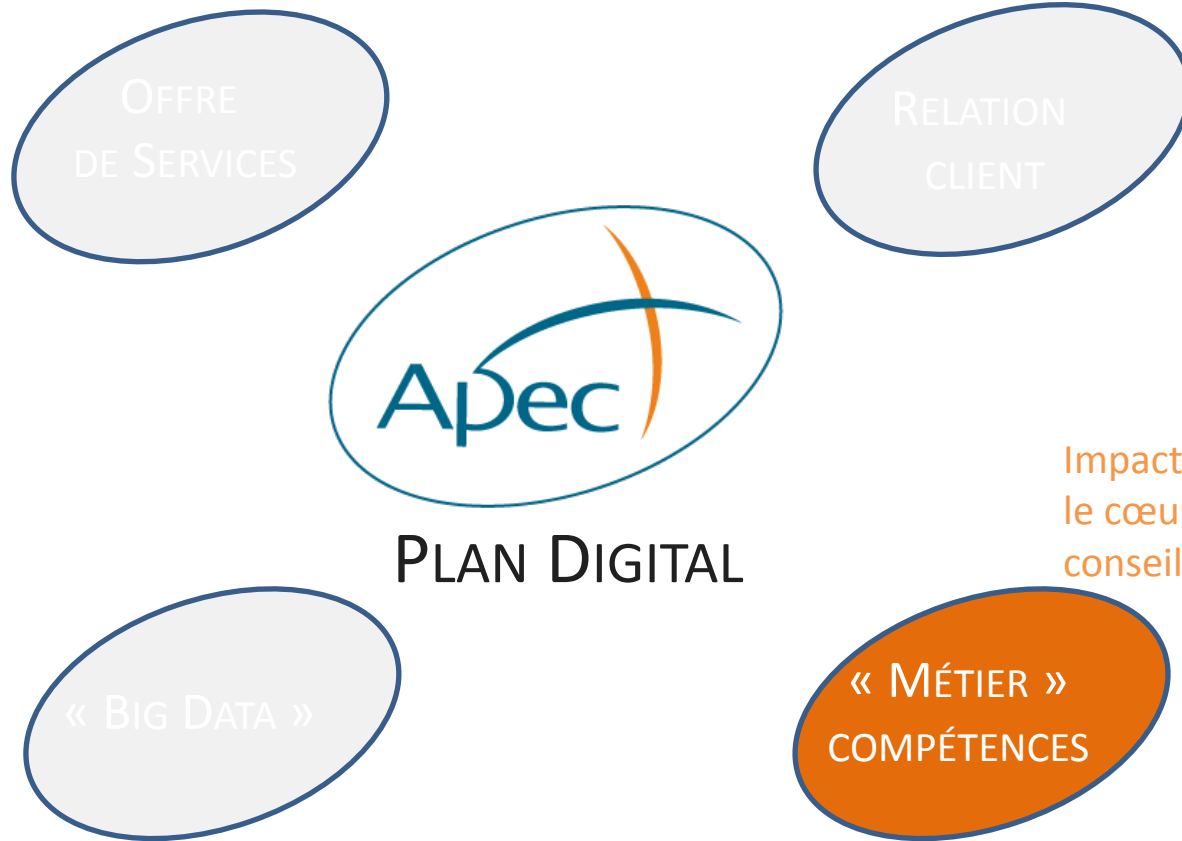 OFFRE
DE SERVICES
RELATION
CLIENT
Apec
PLAN DIGITAL
Impact
le cœu
conseil
« BIG DATA »
« MÉTIER »
COMPÉTENCES